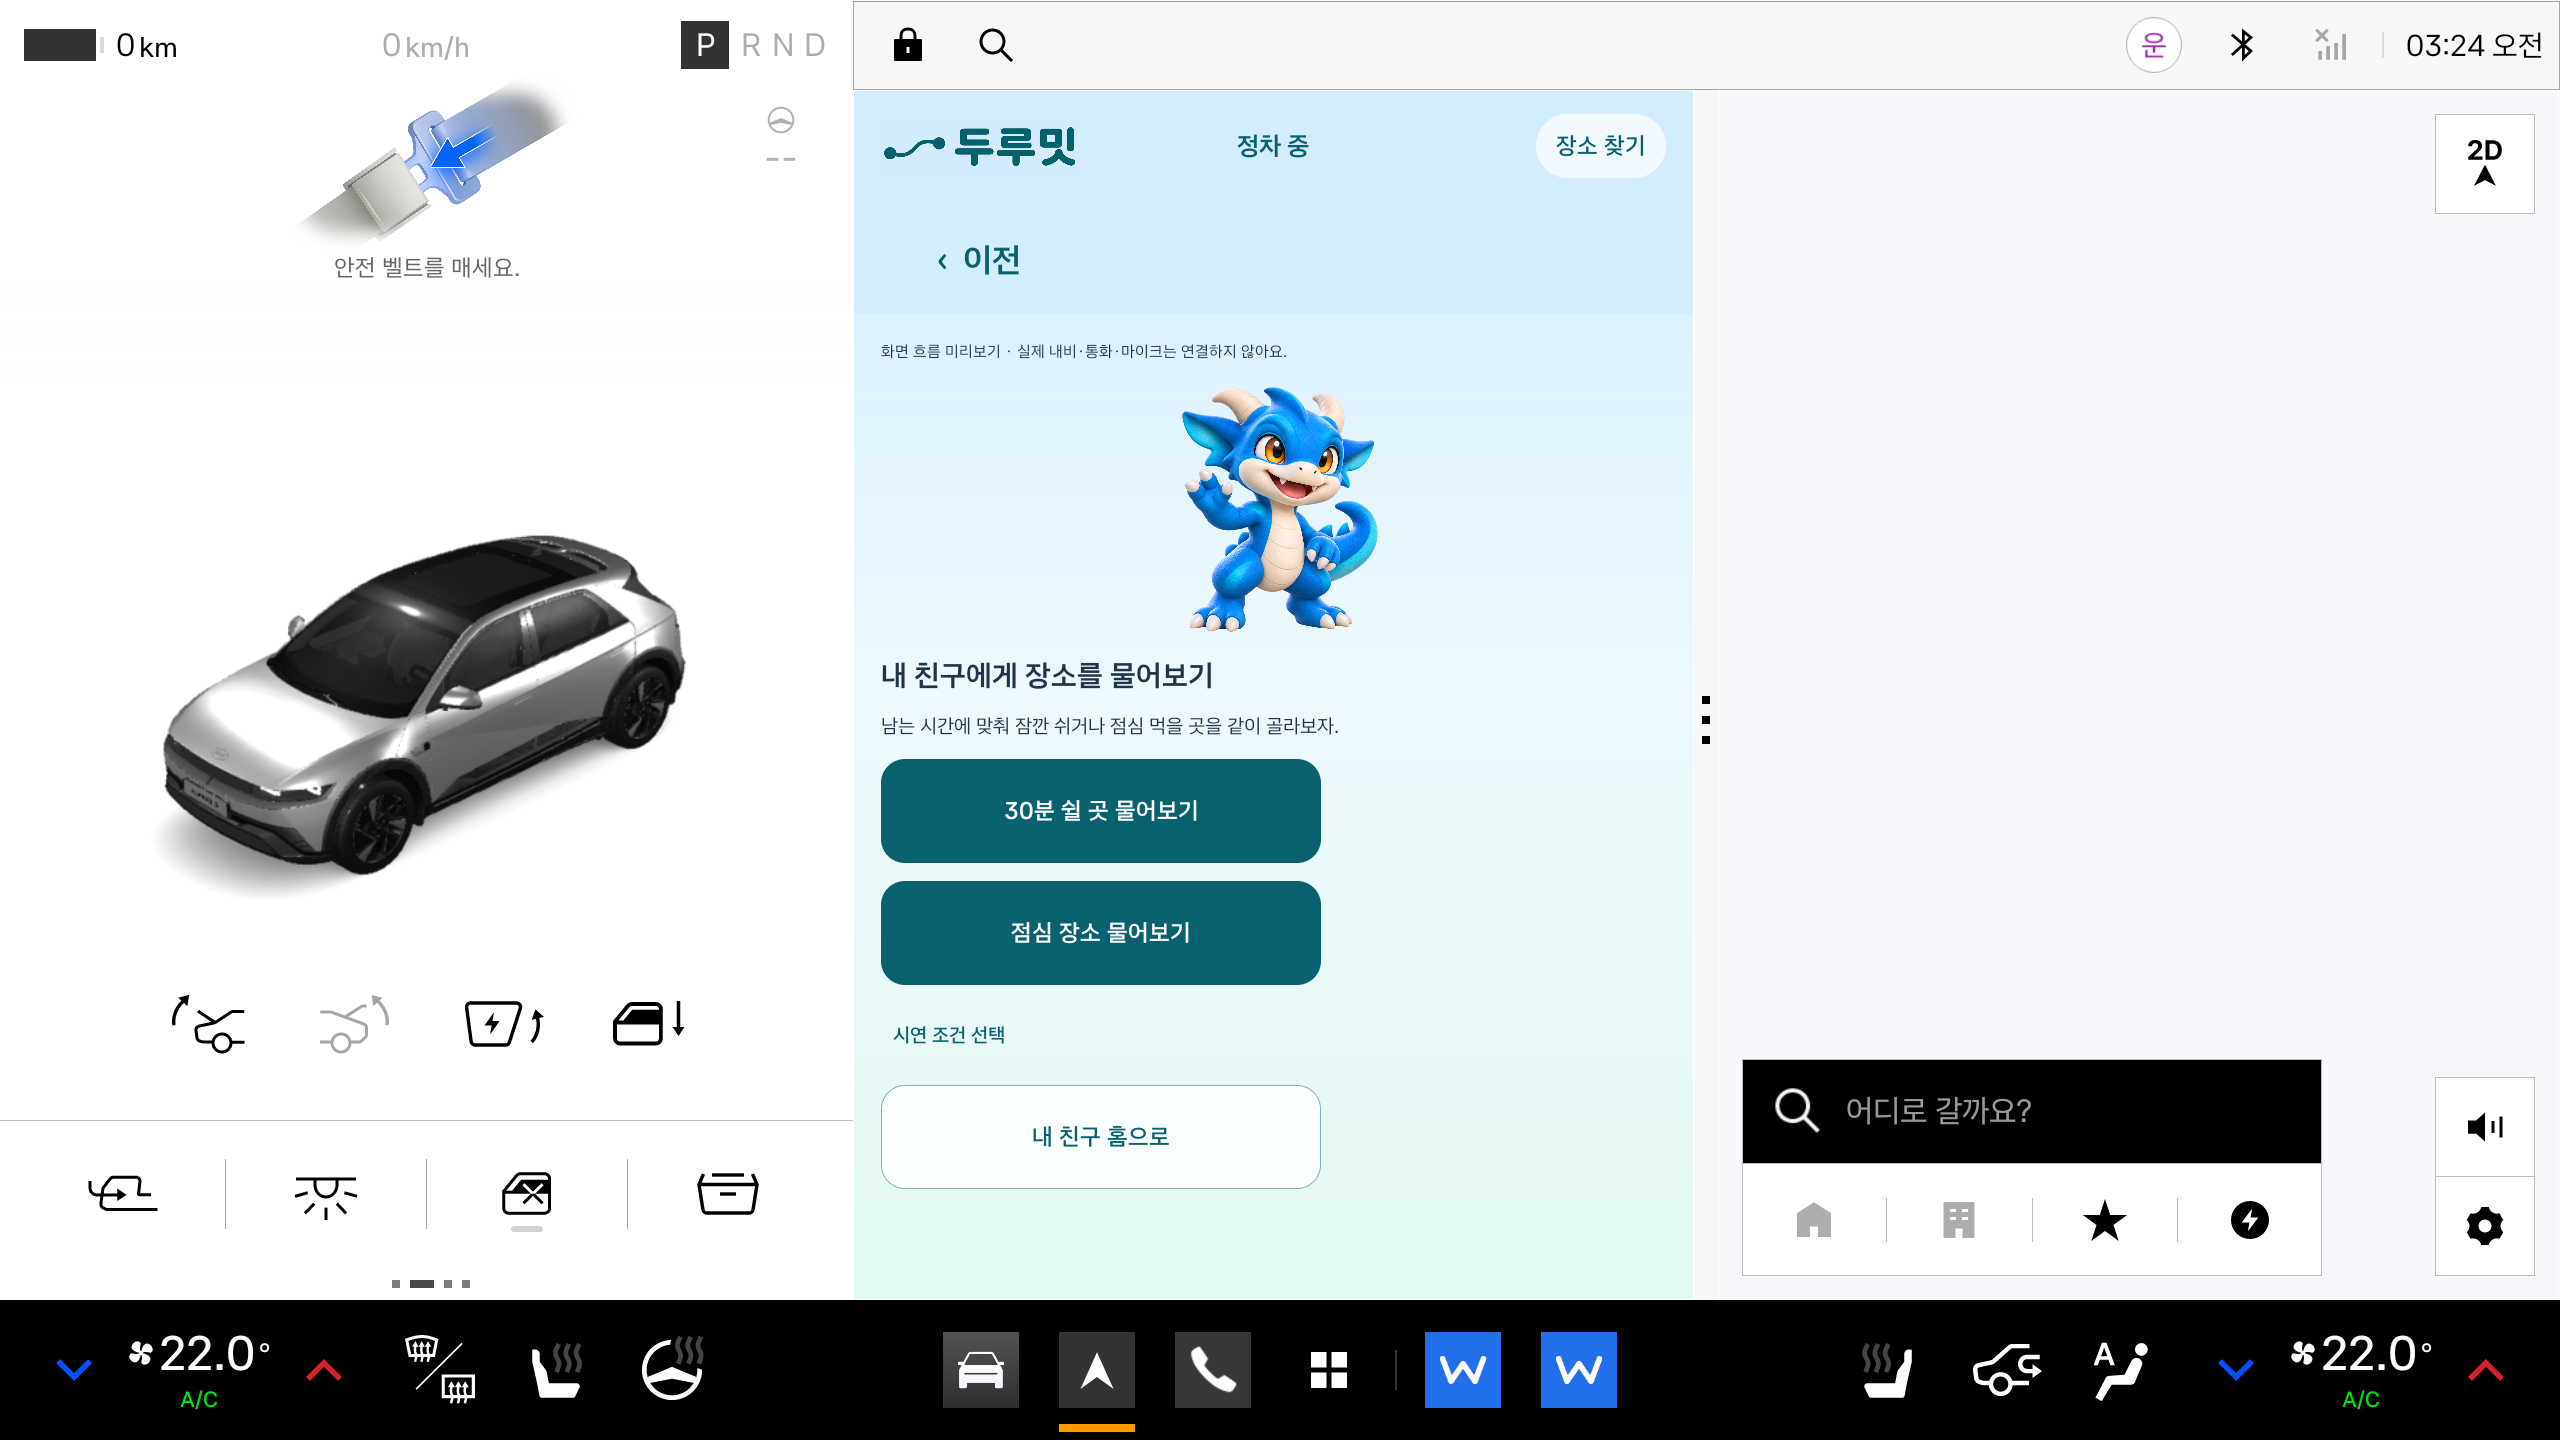 0 km
0 km/h
P R N D
안전 벨트를 매세요.
22.0°
A/C
03:24 오전
운
두루밋
정차 중
장소 찾기
‹ 이전
화면 흐름 미리보기 · 실제 내비·통화·마이크는 연결하지 않아요.
내 친구에게 장소를 물어보기
남는 시간에 맞춰 잠깐 쉬거나 점심 먹을 곳을 같이 골라보자.
30분 쉴 곳 물어보기
점심 장소 물어보기
시연 조건 선택
내 친구 홈으로
2D
어디로 갈까요?
A
22.0°
A/C